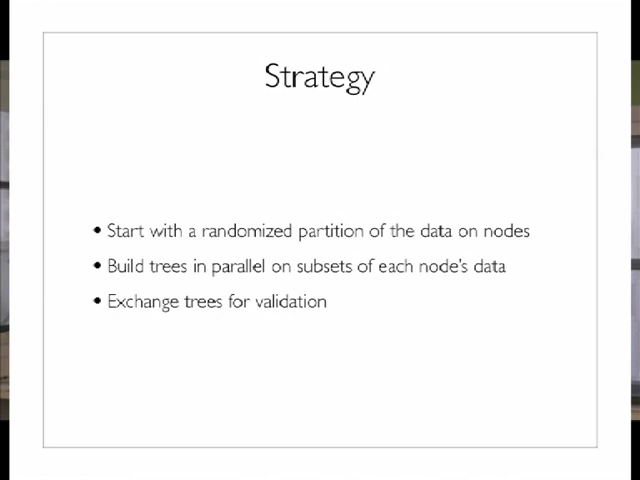 Strategy
• Start with a randomized partition of the data on nodes
• Build trees in parallel on subsets of each node's data
• Exchange trees for validation